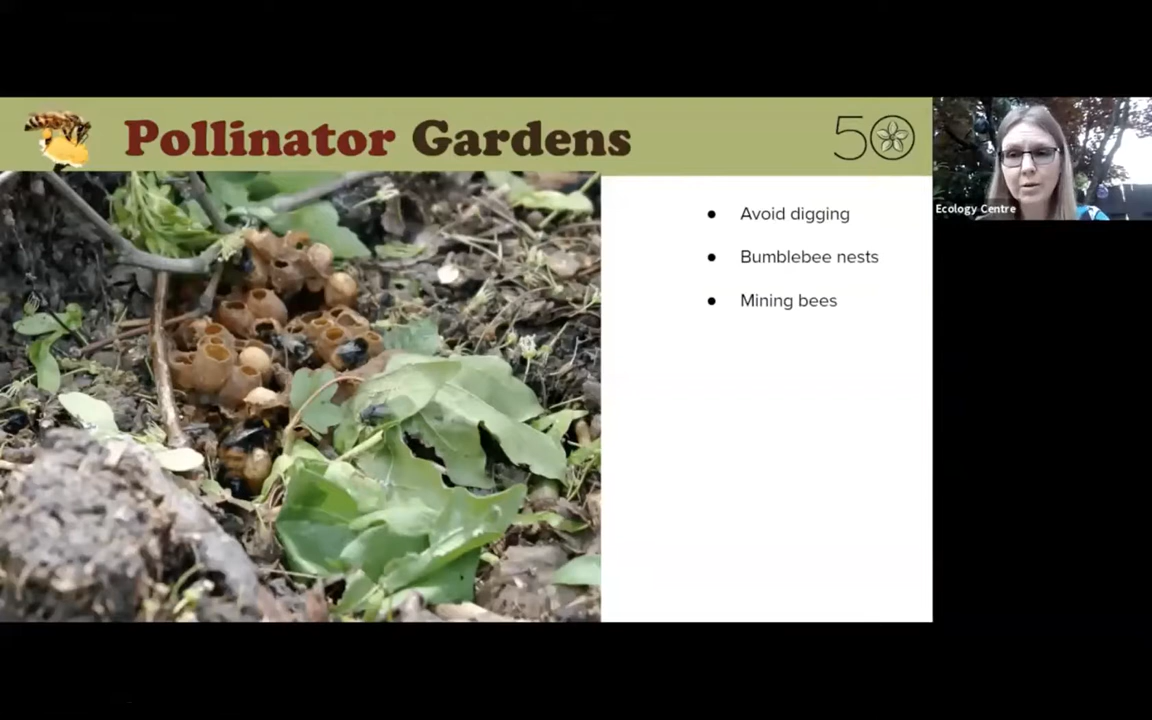 Pollinator Gardens
50
Ecology Centre
Avoid digging
Bumblebee nests
Mining bees